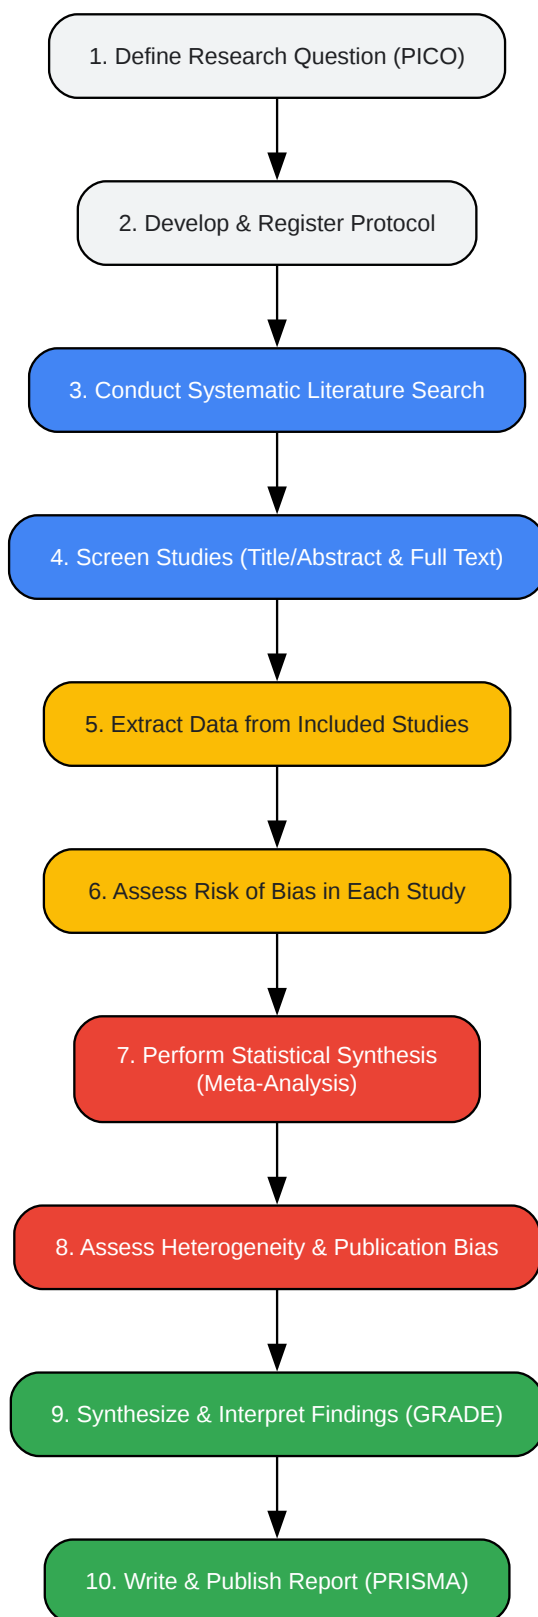 1. Define Research Question (PICO)
2. Develop & Register Protocol
3. Conduct Systematic Literature Search
4. Screen Studies (Title/Abstract & Full Text)
5. Extract Data from Included Studies
6. Assess Risk of Bias in Each Study
7. Perform Statistical Synthesis
(Meta-Analysis)
8. Assess Heterogeneity & Publication Bias
9. Synthesize & Interpret Findings (GRADE)
10. Write & Publish Report (PRISMA)